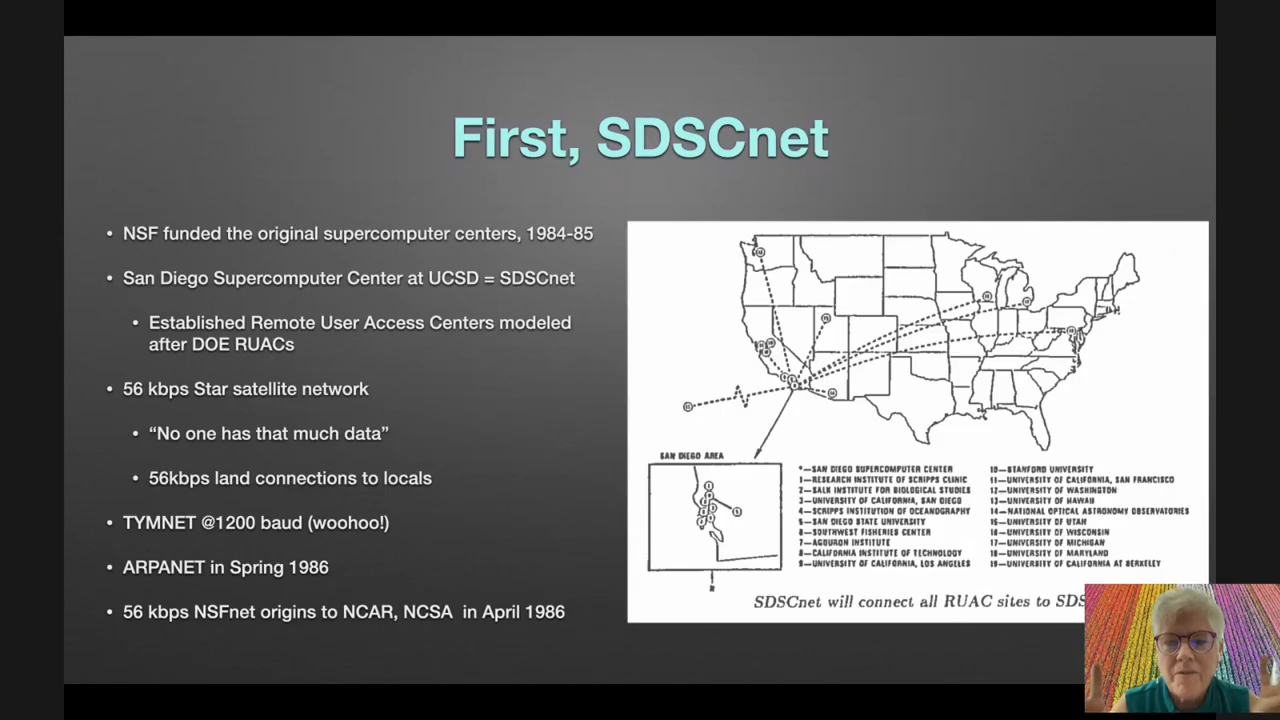 First, SDSCnet
• NSF funded the original supercomputer centers, 1984-85
• San Diego Supercomputer Center at UCSD = SDSCnet
• Established Remote User Access Centers modeled
after DOE RUACs
• 56 kbps Star satellite network
• “No one has that much data”
• 56kbps land connections to locals
• TYMNET @1200 baud (woohoo!)
• ARPANET in Spring 1986
• 56 kbps NSFnet origins to NCAR, NCSA in April 1986
SAN DIEGO AREA
*—SAN DIEGO SUPERCOMPUTER CENTER
1—RESEARCH INSTITUTE OF SCRIPPS CLINIC
2—SALK INSTITUTE FOR BIOLOGICAL STUDIES
3—UNIVERSITY OF CALIFORNIA, SAN DIEGO
4—SCRIPPS INSTITUTION OF OCEANOGRAPHY
5—SAN DIEGO STATE UNIVERSITY
6—SOUTHWEST FISHERIES CENTER
7—AGOURON INSTITUTE
8—CALIFORNIA INSTITUTE OF TECHNOLOGY
9—UNIVERSITY OF CALIFORNIA, LOS ANGELES
10—STANFORD UNIVERSITY
11—UNIVERSITY OF CALIFORNIA, SAN FRANCISCO
12—UNIVERSITY OF WASHINGTON
13—UNIVERSITY OF HAWAII
14—NATIONAL OPTICAL ASTRONOMY OBSERVATORIES
15—UNIVERSITY OF UTAH
16—UNIVERSITY OF WISCONSIN
17—UNIVERSITY OF MICHIGAN
18—UNIVERSITY OF MARYLAND
19—UNIVERSITY OF CALIFORNIA AT BERKELEY
SDSCnet will connect all RUAC sites to SDS